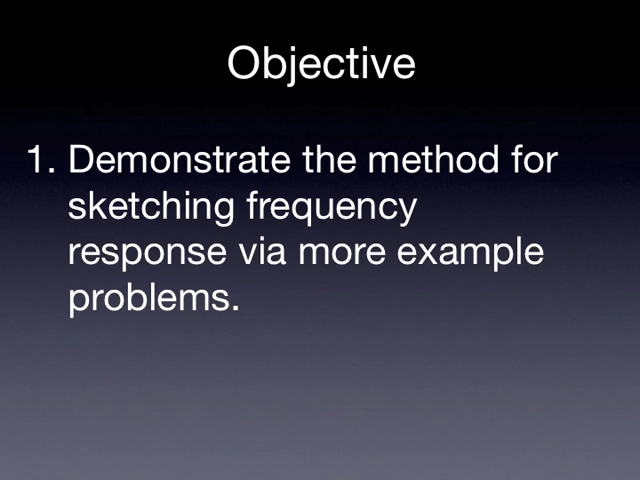 Objective
1. Demonstrate the method for
sketching frequency
response via more example
problems.